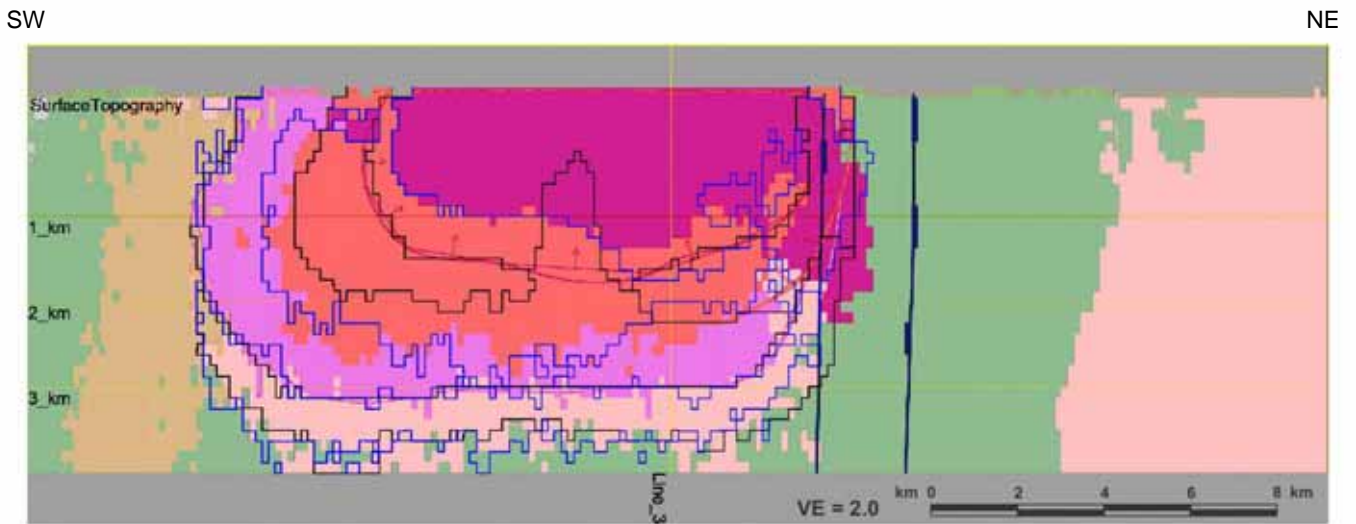 SW NE
SurfaceTopography
1_km
2_km
3_km
Line_3
VE = 2.0
km 0 2 4 6 8 km